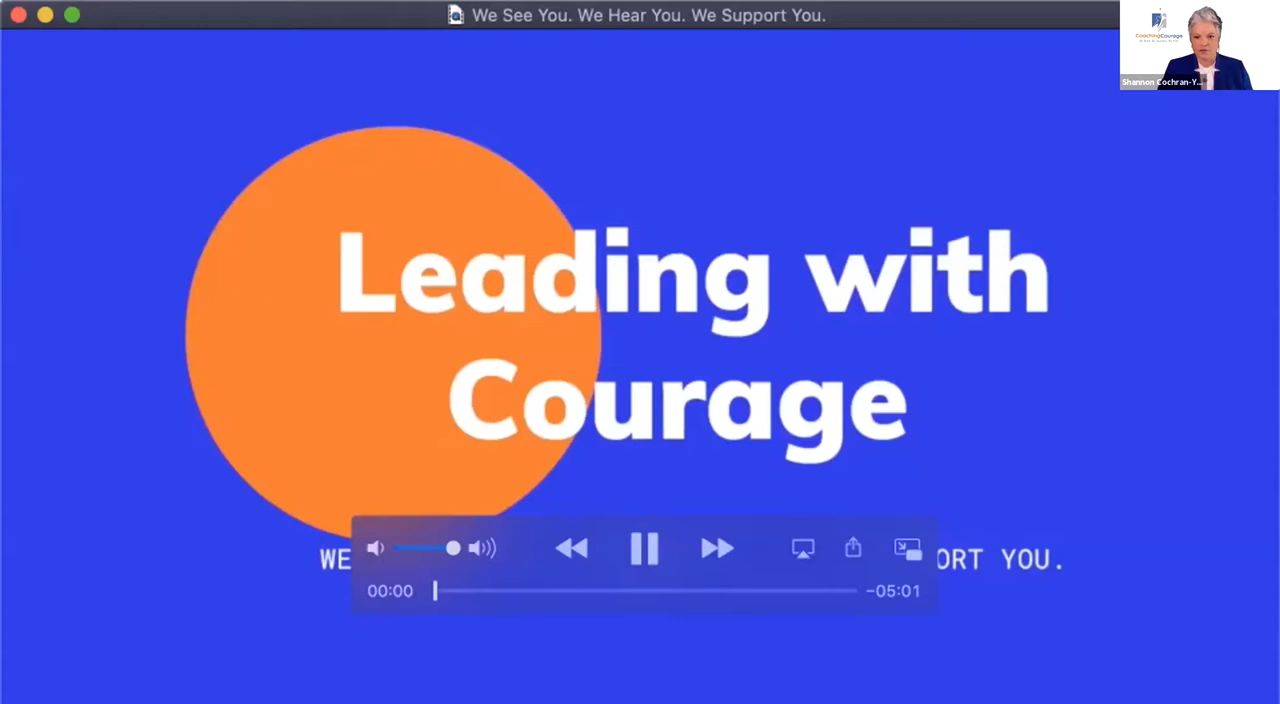 We See You. We Hear You. We Support You.
CoachingCourage
Shannon Cochran-Y...
Leading with
Courage
WE
ORT YOU.
00:00
-05:01